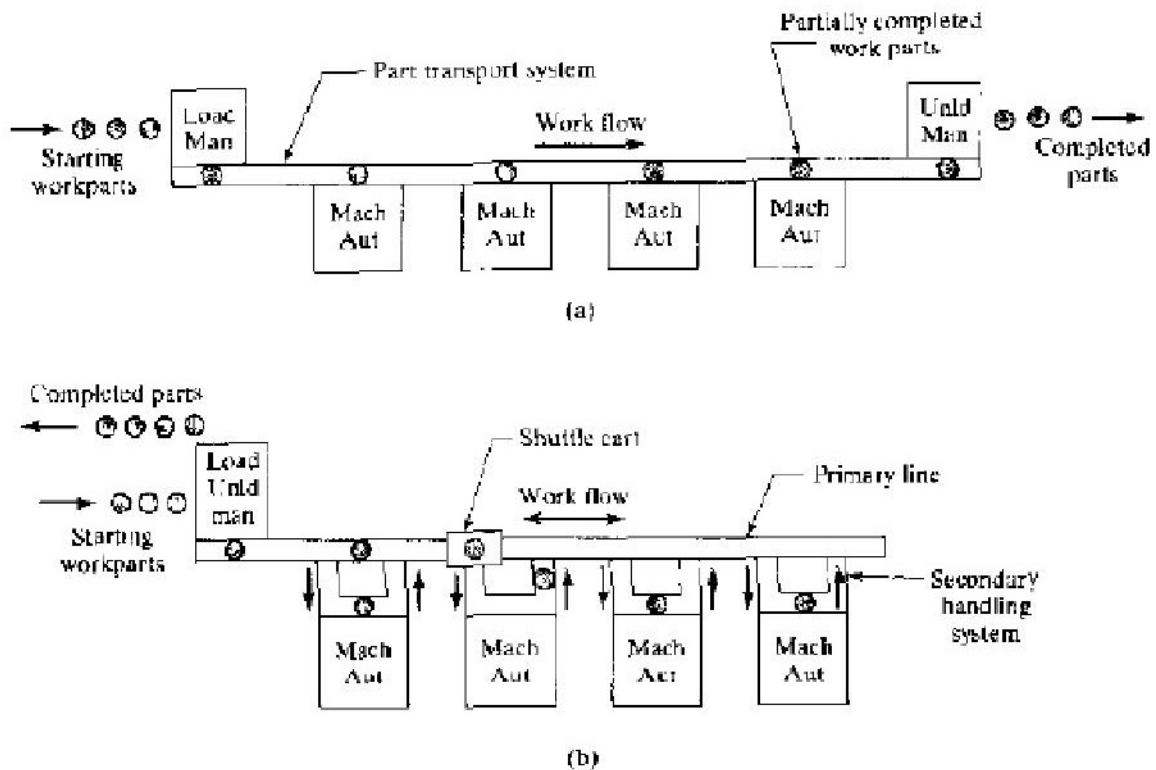 Partially completed
work parts
Part transport system
Load
Man
Work flow
Unld
Man
Starting
workparts
Completed
parts
Mach
Aut
Mach
Aut
Mach
Aut
Mach
Aut
(a)
Completed parts
Shuttle cart
Load
Unld
man
Work flow
Primary line
Starting
workparts
Secondary
handling
system
Mach
Aut
Mach
Aut
Mach
Aut
Mach
Aut
(b)